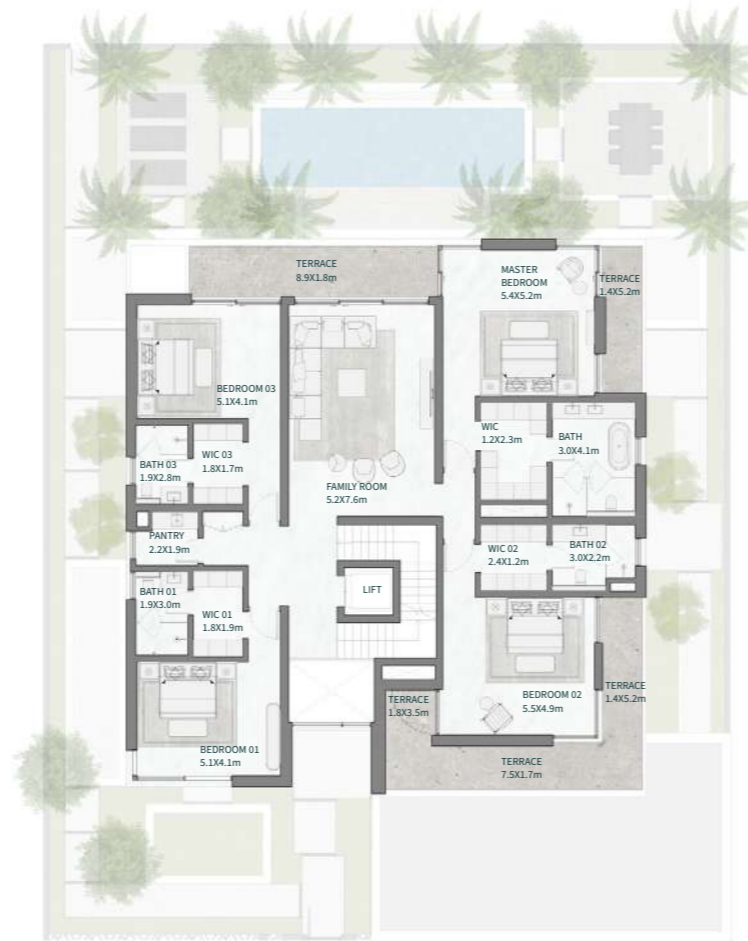 TERRACE
8.9X1.8m
MASTER
BEDROOM
5.4X5.2m
TERRACE
1.4X5.2m
BEDROOM 03
5.1X4.1m
WIC
1.2X2.3m
BATH
3.0X4.1m
BATH 03
1.9X2.8m
WIC 03
1.8X1.7m
FAMILY ROOM
5.2X7.6m
PANTRY
2.2X1.9m
WIC 02
2.4X1.2m
BATH 02
3.0X2.2m
BATH 01
1.9X3.0m
WIC 01
1.8X1.9m
LIFT
TERRACE
1.8X3.5m
BEDROOM 02
5.5X4.9m
TERRACE
1.4X5.2m
BEDROOM 01
5.1X4.1m
TERRACE
7.5X1.7m